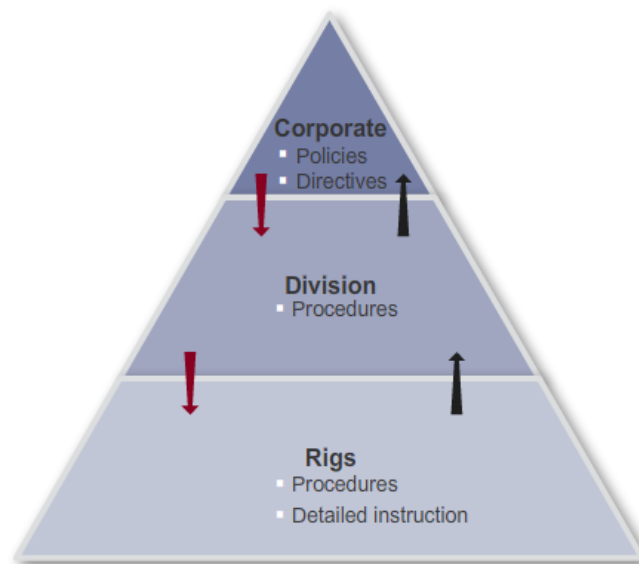 Corporate
Policies
Directives
Division
Procedures
Rigs
Procedures
Detailed instruction